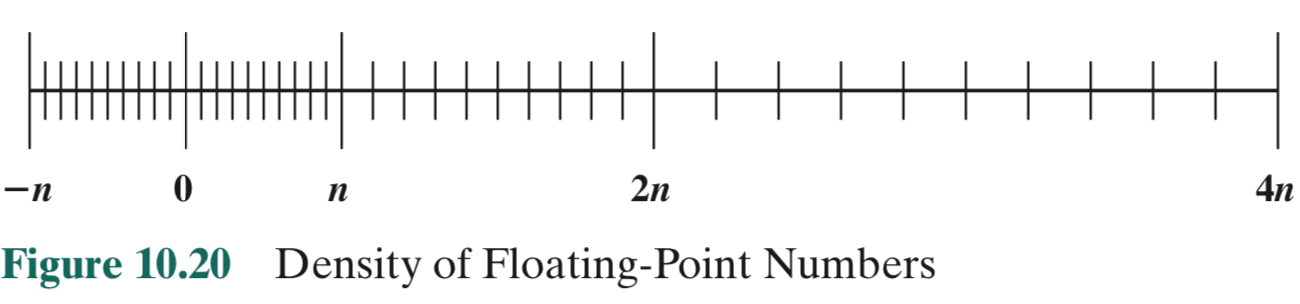 −n 0 n 2n 4n
Figure 10.20 Density of Floating-Point Numbers